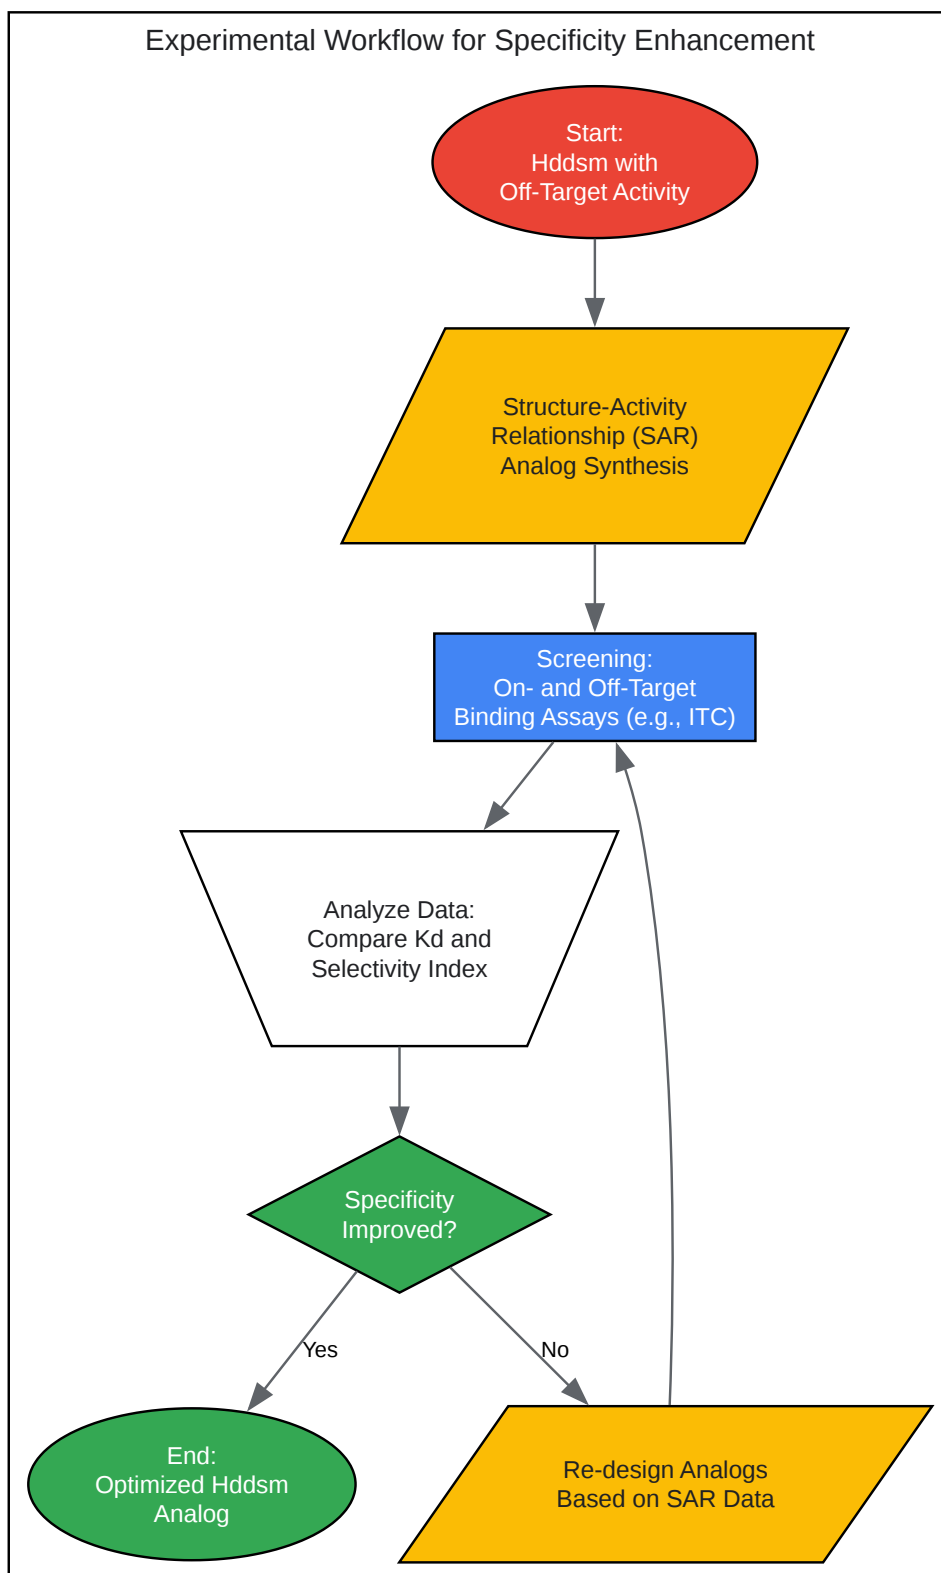 Experimental Workflow for Specificity Enhancement
Start:
Hddsm with
Off-Target Activity
Structure-Activity
Relationship (SAR)
Analog Synthesis
Screening:
On- and Off-Target
Binding Assays (e.g., ITC)
Analyze Data:
Compare Kd and
Selectivity Index
Specificity
Improved?
Yes
No
End:
Optimized Hddsm
Analog
Re-design Analogs
Based on SAR Data